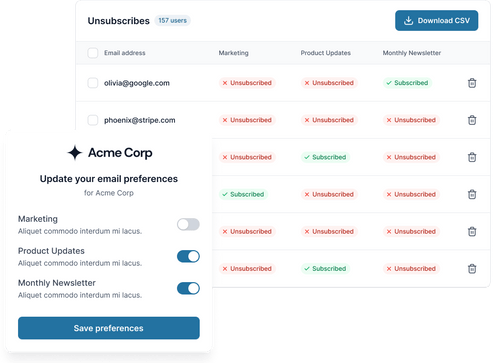 Unsubscribes 157 users Download CSV
Email address Marketing Product Updates Monthly Newsletter
olivia@google.com Unsubscribed Unsubscribed Subscribed
phoenix@stripe.com Unsubscribed Unsubscribed Unsubscribed
Unsubscribed Subscribed Unsubscribed
Subscribed Unsubscribed Unsubscribed
Unsubscribed Unsubscribed Unsubscribed
Unsubscribed Subscribed Unsubscribed
Acme Corp
Update your email preferences
for Acme Corp
Marketing
Aliquet commodo interdum mi lacus.
Product Updates
Aliquet commodo interdum mi lacus.
Monthly Newsletter
Aliquet commodo interdum mi lacus.
Save preferences